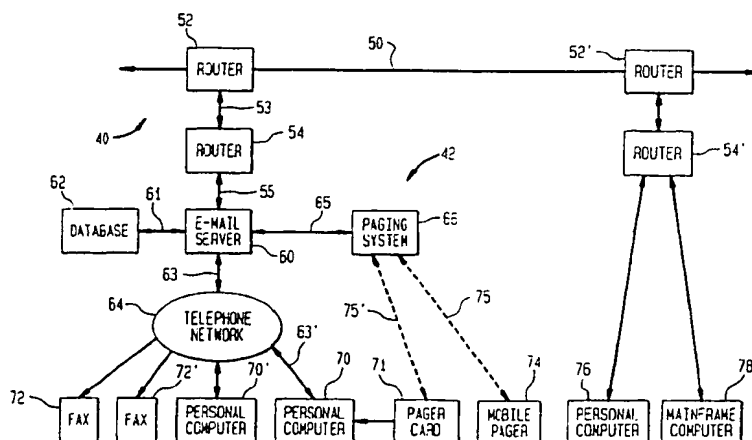 52
ROUTER
50
52'
ROUTER
53
40
54
ROUTER
42
54'
ROUTER
55
62
DATABASE
61
E-MAIL
SERVER
60
65
PAGING
SYSTEM
66
63
64
TELEPHONE
NETWORK
63'
75'
75
72
FAX
72'
FAX
70'
PERSONAL
COMPUTER
70
PERSONAL
COMPUTER
71
PAGER
CARD
74
MOBILE
PAGER
76
PERSONAL
COMPUTER
78
MAINFRAME
COMPUTER